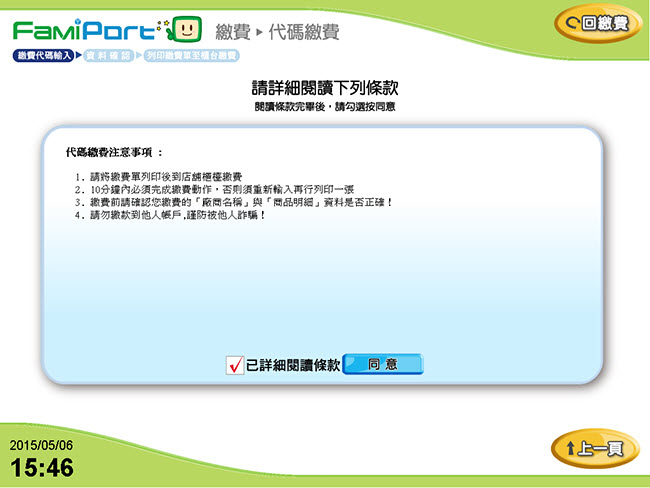 FamiPort 繳費 ▶ 代碼繳費
回繳費
繳費代碼輸入 ▶ 資料確認 ▶ 列印繳費單至櫃台繳費
請詳細閱讀下列條款
閱讀條款完畢後，請勾選按同意
代碼繳費注意事項：
1. 請將繳費單列印後到店舖櫃檯繳費
2. 10分鐘內必須完成繳費動作，否則須重新輸入再行列印一張
3. 繳費前請確認您繳費的「廠商名稱」與「商品明細」資料是否正確！
4. 請勿繳款到他人帳戶,謹防被他人詐騙！
已詳細閱讀條款 同意
2015/05/06
15:46
上一頁